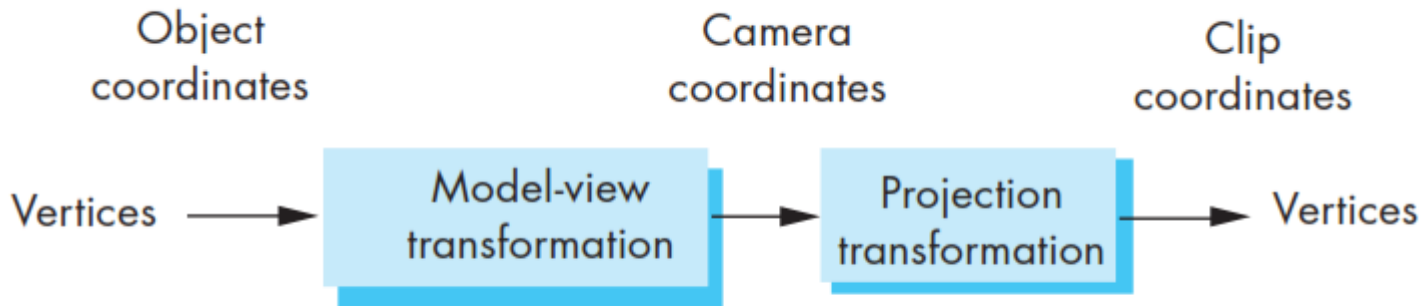 Object
coordinates
Camera
coordinates
Clip
coordinates
Vertices
Model-view
transformation
Projection
transformation
Vertices